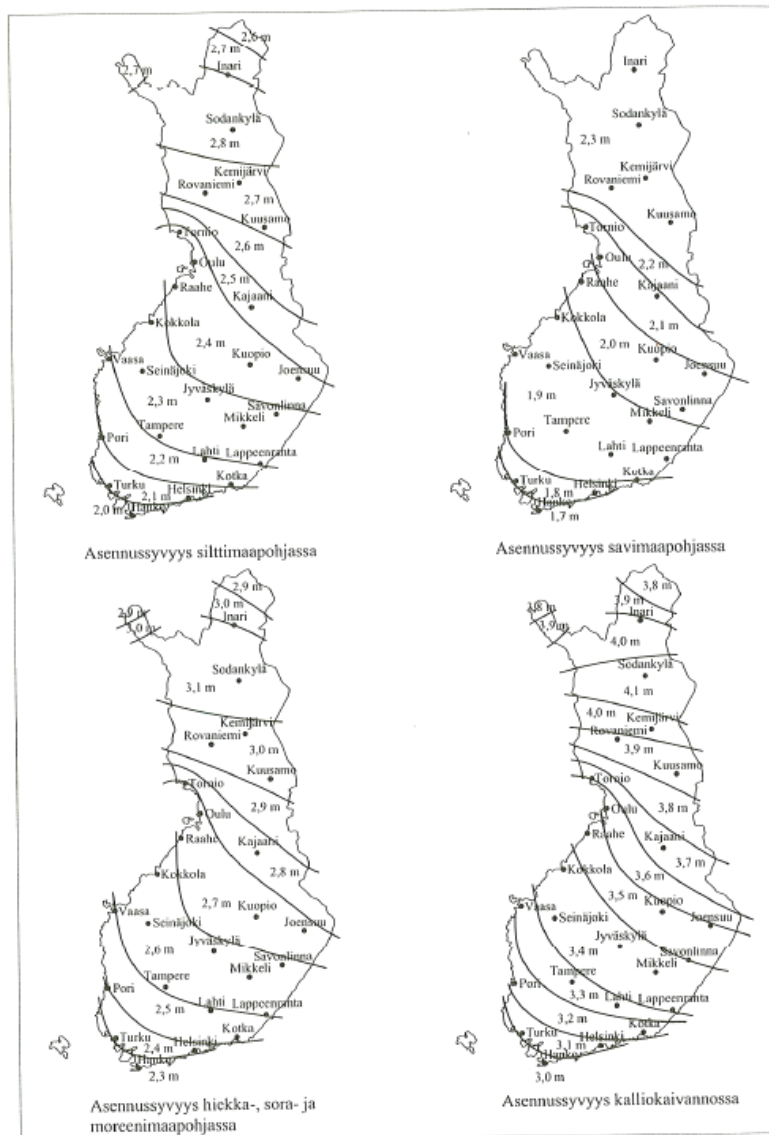 2,6 m
2,7 m
2,7 m
Inari
Sodankylä
2,8 m
Kemijärvi
Rovaniemi
2,7 m
Kuusamo
Tornio
2,6 m
Oulu
2,5 m
Raahe
Kajaani
Kokkola
2,4 m
Vaasa
Kuopio
Seinäjoki
Joensuu
2,3 m
Jyväskylä
Savonlinna
Tampere
Mikkeli
Pori
2,2 m
Lahti
Lappeenranta
Turku
Kotka
2,1 m
Helsinki
2,0 m
Hanko
Asennussyvyys silttimaapohjassa
Inari
Sodankylä
2,3 m
Kemijärvi
Rovaniemi
Kuusamo
Tornio
Oulu
2,2 m
Raahe
Kajaani
2,1 m
Kokkola
2,0 m
Vaasa
Kuopio
Seinäjoki
Joensuu
1,9 m
Jyväskylä
Savonlinna
Mikkeli
Tampere
Pori
Lahti
Lappeenranta
Turku
Kotka
1,8 m
Helsinki
Hanko
1,7 m
Asennussyvyys savimaapohjassa
2,9 m
2,9 m
3,0 m
3,0 m
Inari
Sodankylä
3,1 m
Kemijärvi
Rovaniemi
3,0 m
Kuusamo
Tornio
2,9 m
Oulu
Raahe
Kajaani
2,8 m
Kokkola
2,7 m
Vaasa
Kuopio
Seinäjoki
Joensuu
2,6 m
Jyväskylä
Savonlinna
Mikkeli
Tampere
Pori
2,5 m
Lahti
Lappeenranta
Turku
Kotka
2,4 m
Helsinki
Hanko
2,3 m
Asennussyvyys hiekka-, sora- ja
moreenimaapohjassa
3,8 m
3,9 m
3,8 m
3,9 m
Inari
4,0 m
Sodankylä
4,1 m
4,0 m
Kemijärvi
Rovaniemi
3,9 m
Kuusamo
Tornio
Oulu
3,8 m
Raahe
Kajaani
3,7 m
Kokkola
3,6 m
3,5 m
Vaasa
Kuopio
Seinäjoki
Joensuu
3,4 m
Jyväskylä
Savonlinna
Tampere
Mikkeli
Pori
3,3 m
Lahti
Lappeenranta
3,2 m
Turku
Kotka
3,1 m
Helsinki
Hanko
3,0 m
Asennussyvyys kalliokaivannossa